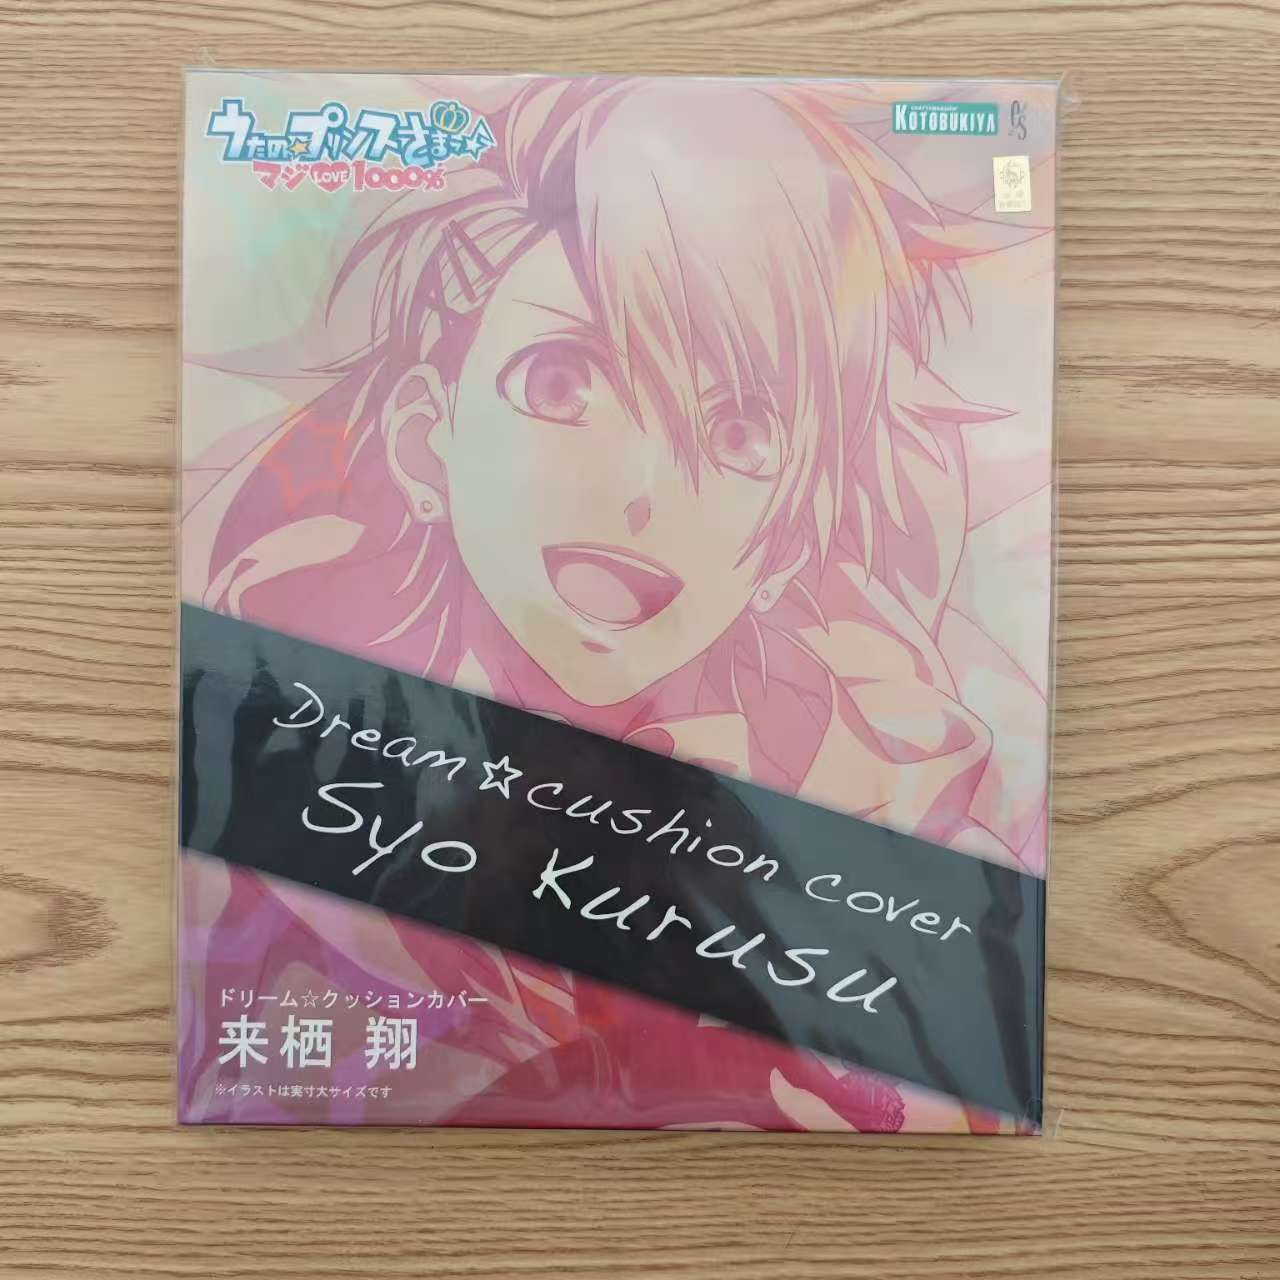 うたの☆プリンスさまっ♪
マジLOVE1000%
KOTOBUKIYA
Dream☆cushion cover
Syo Kurusu
ドリーム☆クッションカバー
来栖 翔
※イラストは実寸大サイズです